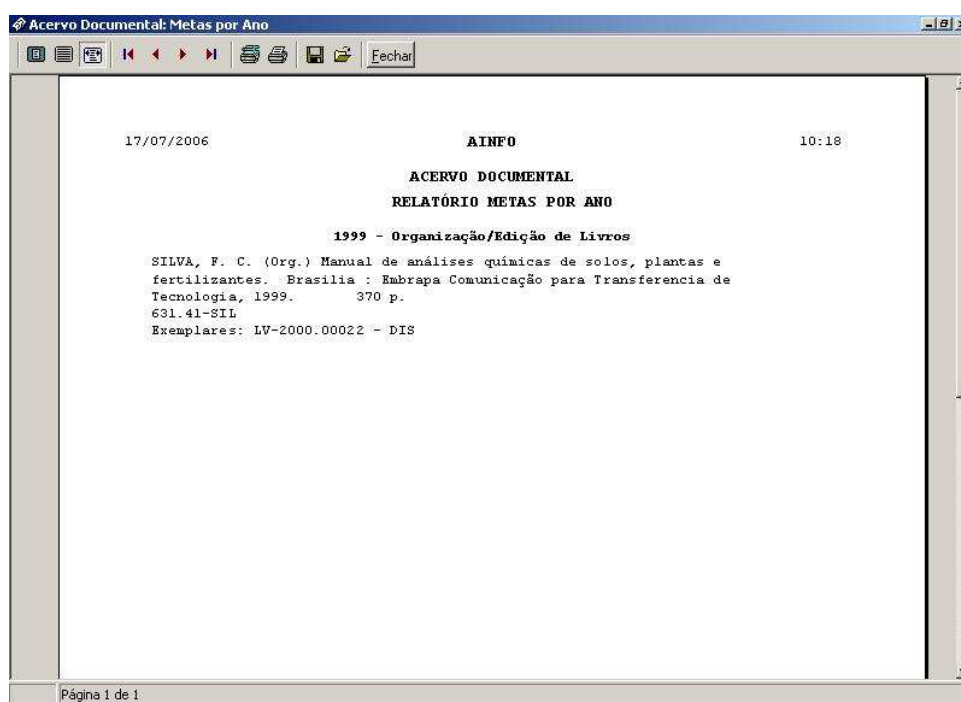 Acervo Documental: Metas por Ano
Fechar
17/07/2006 AINFO 10:18
ACERVO DOCUMENTAL
RELATÓRIO METAS POR ANO
1999 - Organização/Edição de Livros
SILVA, F. C. (Org.) Manual de análises químicas de solos, plantas e
fertilizantes. Brasilia : Embrapa Comunicação para Transferencia de
Tecnologia, 1999. 370 p.
631.41-SIL
Exemplares: LV-2000.00022 - DIS
Página 1 de 1